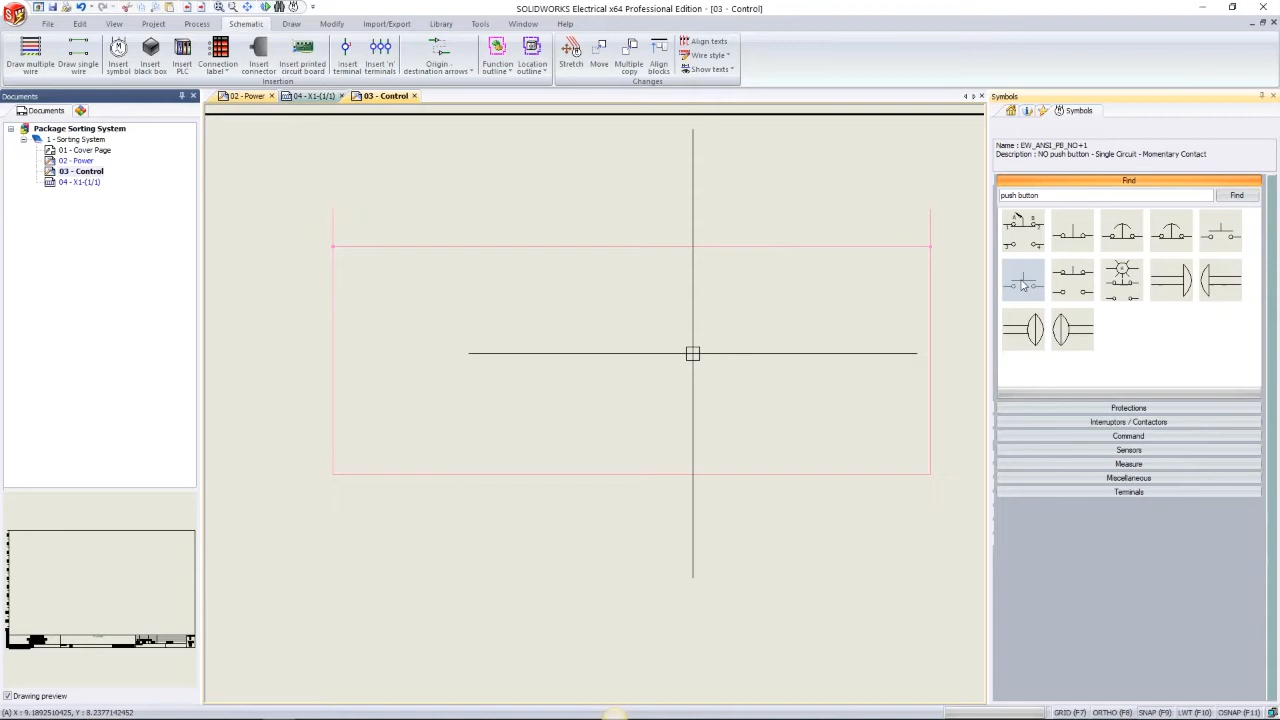 SOLIDWORKS Electrical x64 Professional Edition - [03 - Control]
File Edit View Project Process Schematic Draw Modify Import/Export Library Tools Window Help
Draw multiple wire
Draw single wire
Insert symbol
Insert black box
Insert PLC
Connection label
Insert connector
Insert printed circuit board
Insert terminal
Insert 'n' terminals
Origin - destination arrows
Function outline
Location outline
Stretch
Move
Multiple copy
Align blocks
Align texts
Wire style
Show texts
Insertion
Changes
Documents
Documents
Package Sorting System
1 - Sorting System
01 - Cover Page
02 - Power
03 - Control
04 - X1-(1/1)
Drawing preview
02 - Power
04 - X1-(1/1)
03 - Control
Symbols
Symbols
Name : EW_ANSI_PB_NO+1
Description : NO push button - Single Circuit - Momentary Contact
Find
push button
Find
Protections
Interruptors / Contactors
Command
Sensors
Measure
Miscellaneous
Terminals
(A) X : 9.1892510425, Y : 8.2377142452
GRID (F7) ORTHO (F8) SNAP (F9) LWT (F10) OSNAP (F11)